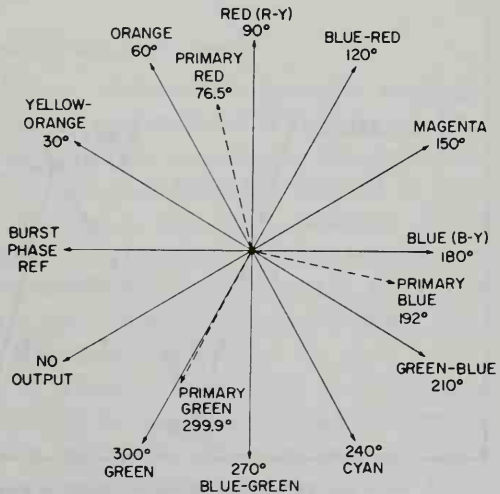 RED (R-Y)
90°
ORANGE
60°
PRIMARY
RED
76.5°
BLUE-RED
120°
YELLOW-
ORANGE
30°
MAGENTA
150°
BURST
PHASE
REF
BLUE (B-Y)
180°
PRIMARY
BLUE
192°
NO
OUTPUT
GREEN-BLUE
210°
PRIMARY
GREEN
299.9°
300°
GREEN
270°
BLUE-GREEN
240°
CYAN